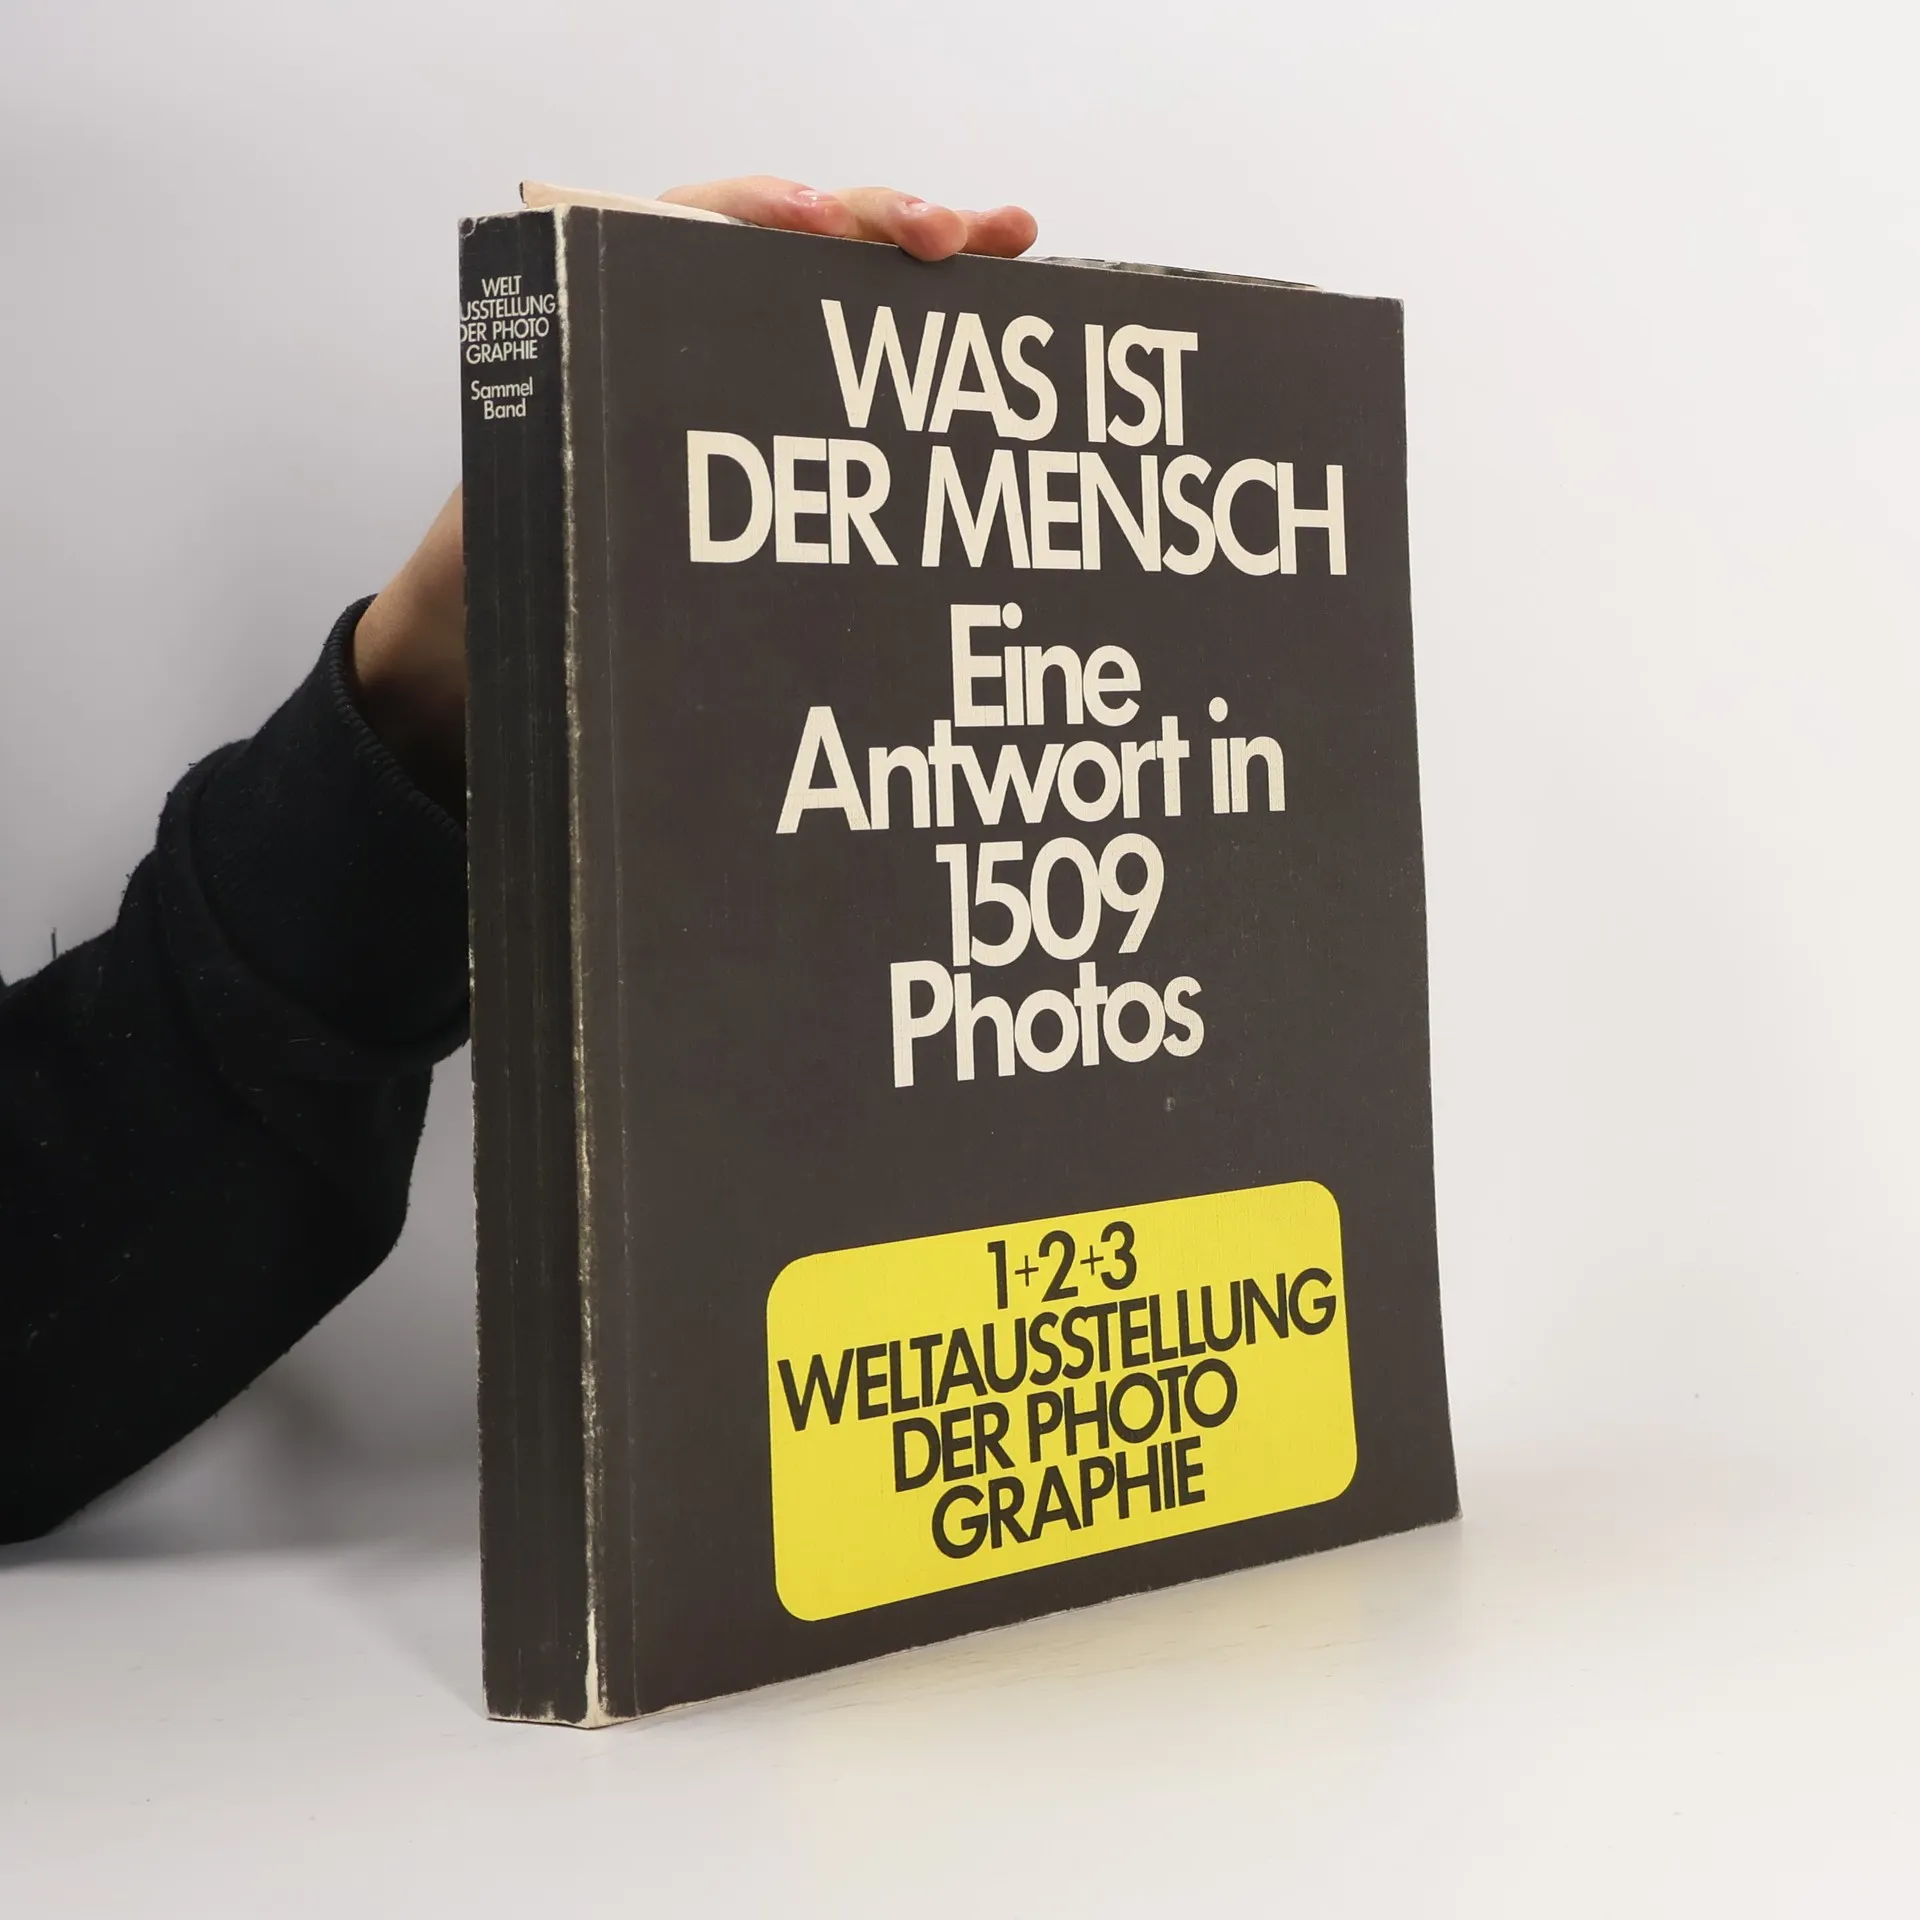 WELT
AUSSTELLUNG
DER PHOTO
GRAPHIE
Sammel
Band
WAS IST
DER MENSCH
Eine
Antwort in
1509
Photos
1+2+3
WELTAUSSTELLUNG
DER PHOTO
GRAPHIE